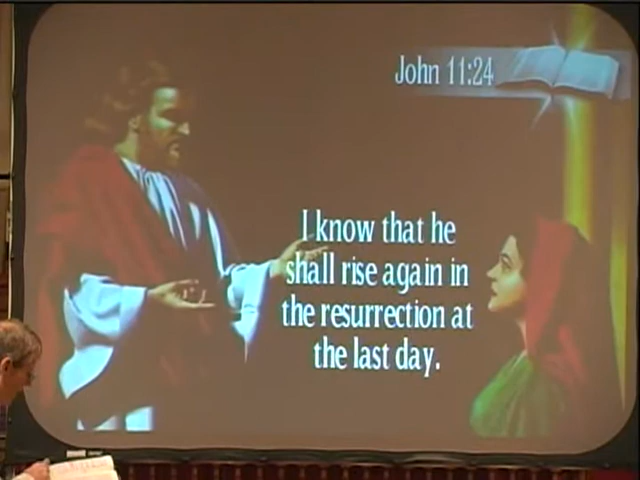 John 11:24
I know that he
shall rise again in
the resurrection at
the last day.